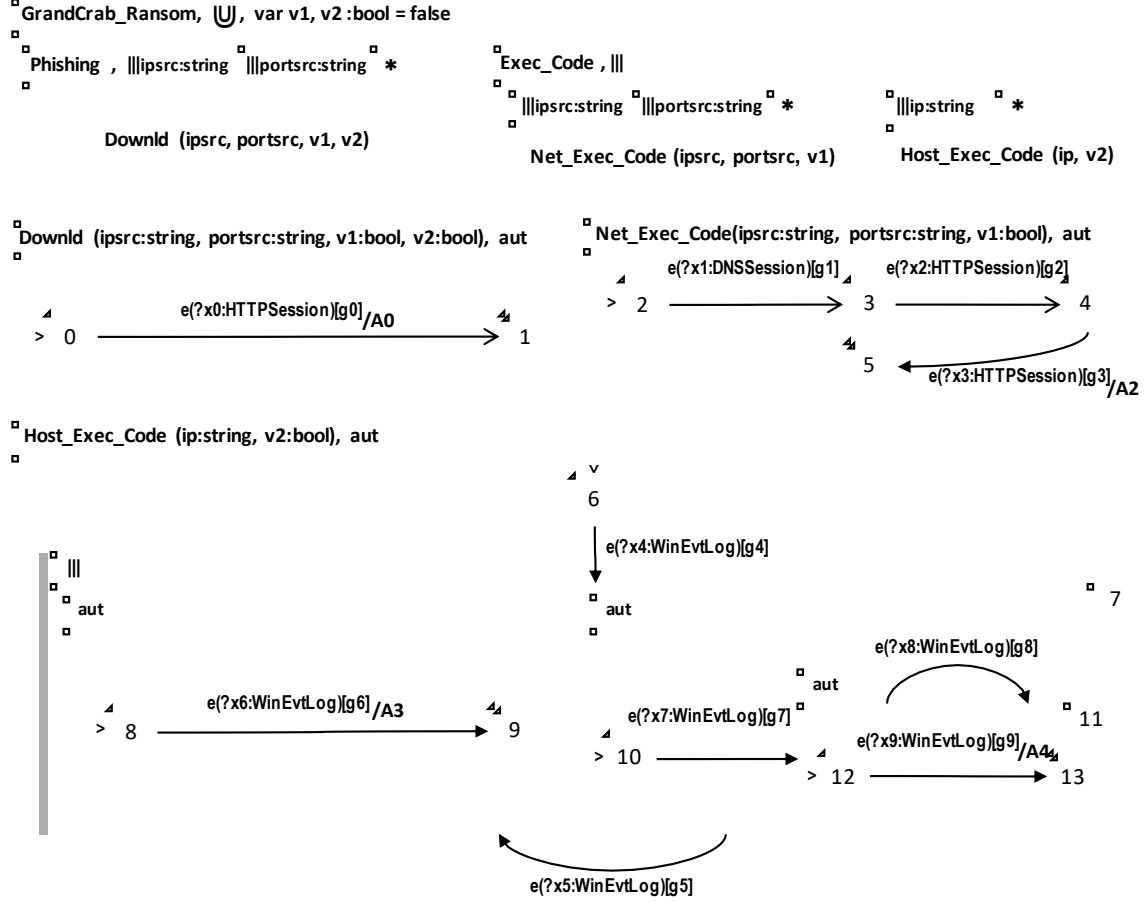 GrandCrab_Ransom, ⋓, var v1, v2 :bool = false
Phishing , |||ipsrc:string |||portsrc:string *
Exec_Code , |||
|||ipsrc:string |||portsrc:string *
|||ip:string *
Downld (ipsrc, portsrc, v1, v2)
Net_Exec_Code (ipsrc, portsrc, v1)
Host_Exec_Code (ip, v2)
Downld (ipsrc:string, portsrc:string, v1:bool, v2:bool), aut
e(?x0:HTTPSession)[g0]/A0
> 0
1
Net_Exec_Code(ipsrc:string, portsrc:string, v1:bool), aut
e(?x1:DNSSession)[g1]
e(?x2:HTTPSession)[g2]
> 2
3
4
5
e(?x3:HTTPSession)[g3]/A2
Host_Exec_Code (ip:string, v2:bool), aut
>
6
e(?x4:WinEvtLog)[g4]
|||
aut
aut
7
e(?x8:WinEvtLog)[g8]
aut
e(?x6:WinEvtLog)[g6]/A3
e(?x7:WinEvtLog)[g7]
11
> 8
9
e(?x9:WinEvtLog)[g9]/A4
> 10
> 12
13
e(?x5:WinEvtLog)[g5]